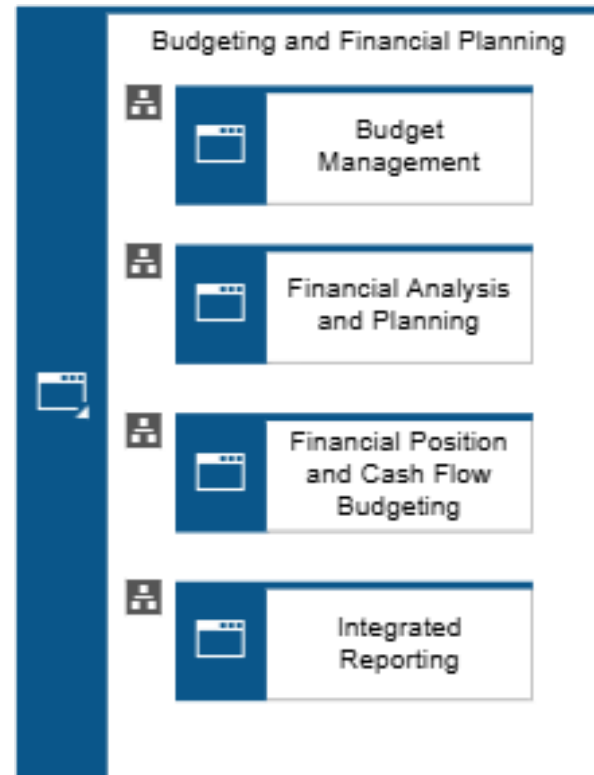 Budgeting and Financial Planning
Budget
Management
Financial Analysis
and Planning
Financial Position
and Cash Flow
Budgeting
Integrated
Reporting